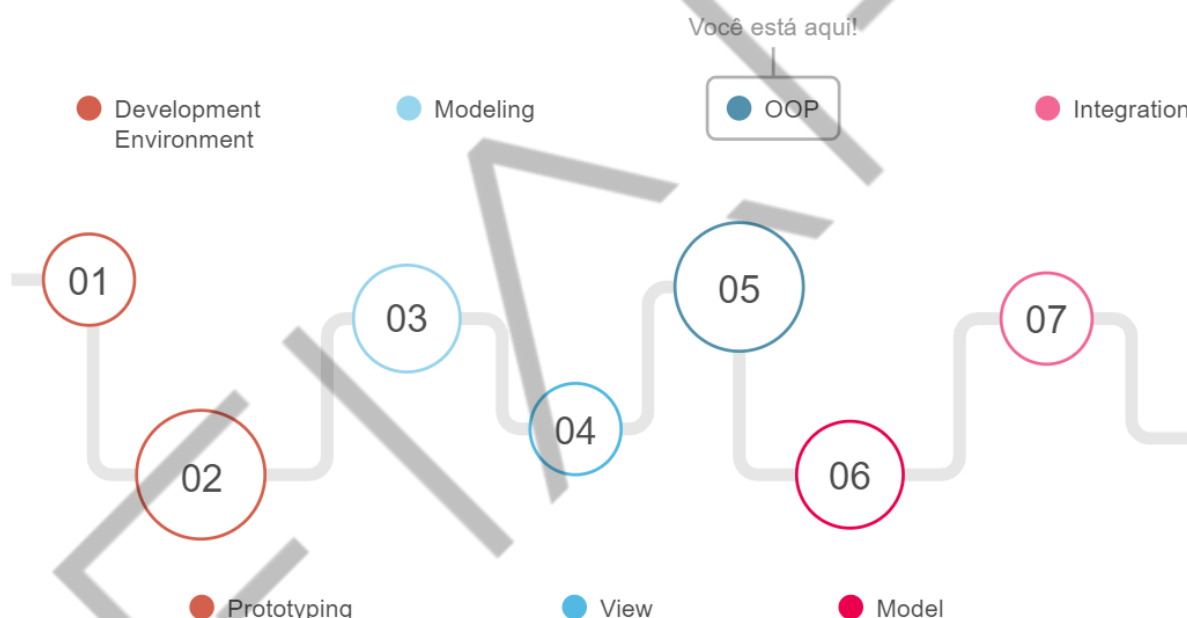 Você está aqui!
Development
Environment
Modeling
OOP
Integration
01
02
03
04
05
06
07
Prototyping
View
Model